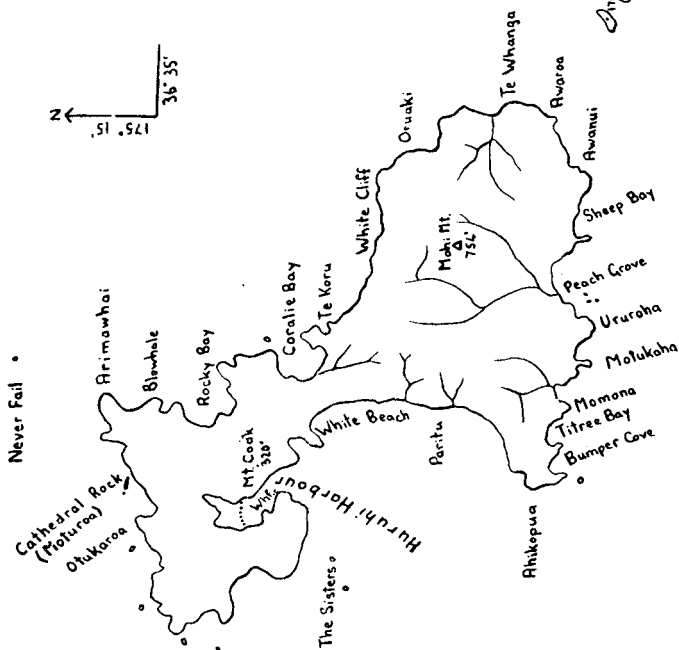 Never Fail
Arimawhai
Blowhole
Rocky Bay
Coralie Bay
Te Koru
White Cliff
Oruaki
Te Whanga
Awaroa
Awanui
Sheep Bay
Peach Grove
Ururoha
Motukaha
Momona
Titree Bay
Bumper Cove
Ahikopua
Paritu
White Beach
Mohi Mt.
754'
Mt. Cook
320'
Whf.
Huruhi Harbour
The Sisters
Cathedral Rock
(Moturoa)
Otukaroa
N
175° 15'
36° 35'